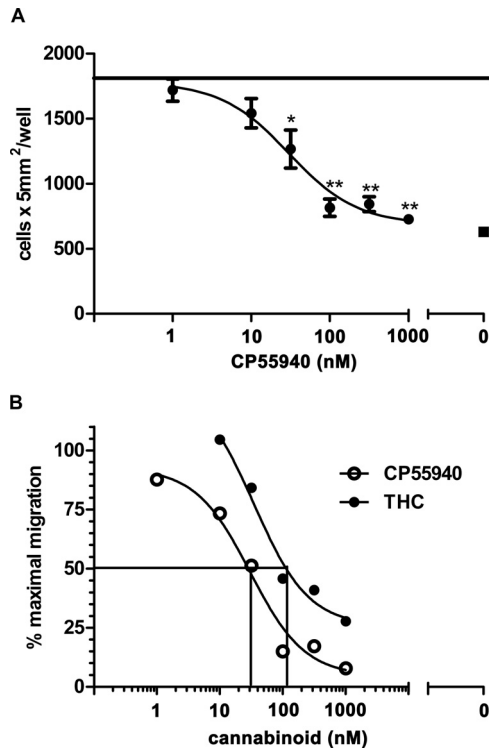 A
2000
1500
1000
500
0
cells x 5mm²/well
*
**
**
**
1 10 100 1000 0
CP55940 (nM)
B
100
75
50
25
0
% maximal migration
CP55940
THC
1 10 100 1000 0
cannabinoid (nM)